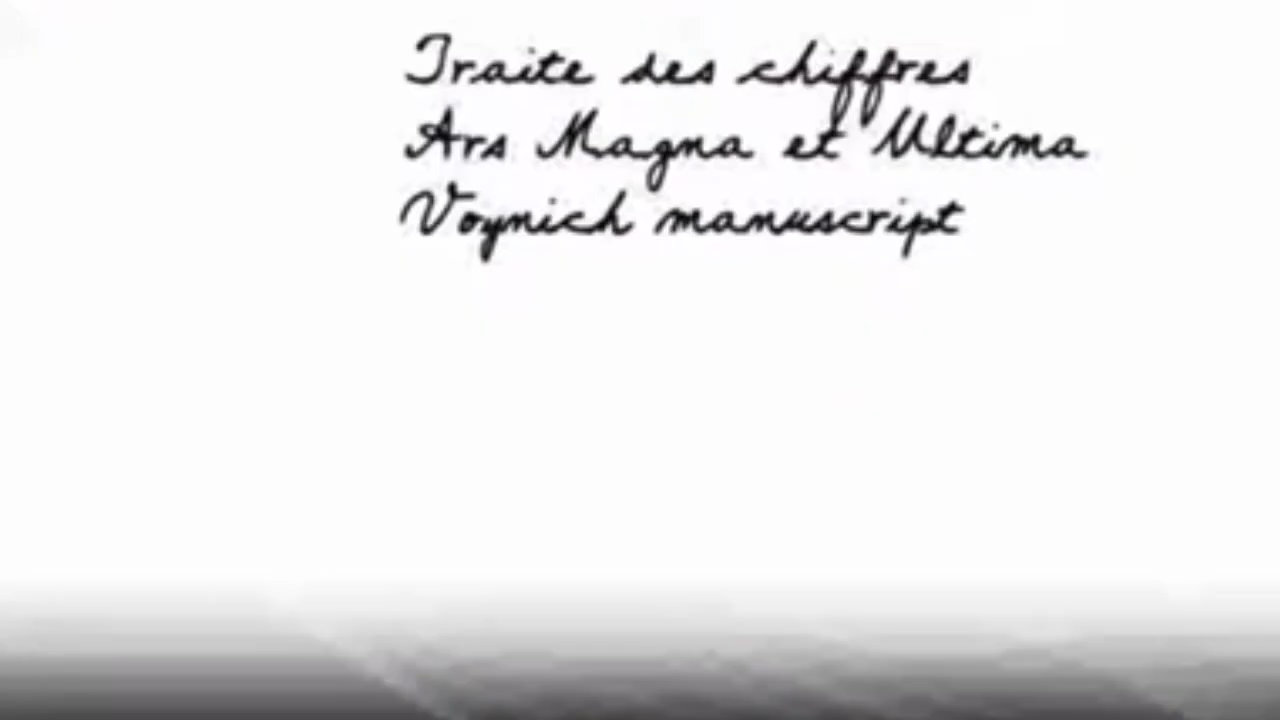 Traite des chiffres
Ars Magna et Ultima
Voynich manuscript